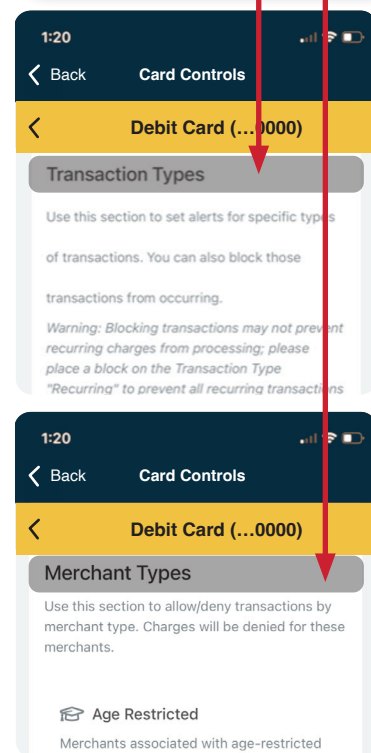 1:20
Back Card Controls
Debit Card (...0000)
Transaction Types
Use this section to set alerts for specific types
of transactions. You can also block those
transactions from occurring.
Warning: Blocking transactions may not prevent
recurring charges from processing; please
place a block on the Transaction Type
"Recurring" to prevent all recurring transactions
1:20
Back Card Controls
Debit Card (...0000)
Merchant Types
Use this section to allow/deny transactions by
merchant type. Charges will be denied for these
merchants.
Age Restricted
Merchants associated with age-restricted